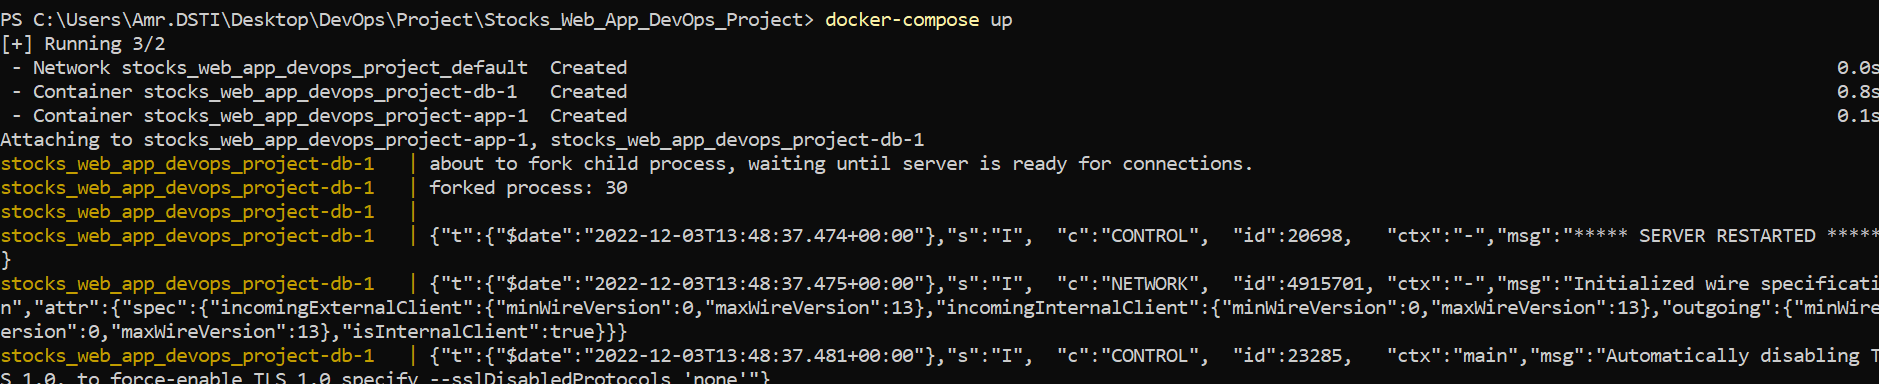 PS C:\Users\Amr.DSTI\Desktop\DevOps\Project\Stocks_Web_App_DevOps_Project> docker-compose up
[+] Running 3/2
 - Network stocks_web_app_devops_project_default  Created 0.0s
 - Container stocks_web_app_devops_project-db-1   Created 0.8s
 - Container stocks_web_app_devops_project-app-1  Created 0.1s
Attaching to stocks_web_app_devops_project-app-1, stocks_web_app_devops_project-db-1
stocks_web_app_devops_project-db-1   | about to fork child process, waiting until server is ready for connections.
stocks_web_app_devops_project-db-1   | forked process: 30
stocks_web_app_devops_project-db-1   |
stocks_web_app_devops_project-db-1   | {"t":{"$date":"2022-12-03T13:48:37.474+00:00"},"s":"I",  "c":"CONTROL",  "id":20698,   "ctx":"-","msg":"***** SERVER RESTARTED *****
}
stocks_web_app_devops_project-db-1   | {"t":{"$date":"2022-12-03T13:48:37.475+00:00"},"s":"I",  "c":"NETWORK",  "id":4915701, "ctx":"-","msg":"Initialized wire specificati
n","attr":{"spec":{"incomingExternalClient":{"minWireVersion":0,"maxWireVersion":13},"incomingInternalClient":{"minWireVersion":0,"maxWireVersion":13},"outgoing":{"minWire
ersion":0,"maxWireVersion":13},"isInternalClient":true}}}
stocks_web_app_devops_project-db-1   | {"t":{"$date":"2022-12-03T13:48:37.481+00:00"},"s":"I",  "c":"CONTROL",  "id":23285,   "ctx":"main","msg":"Automatically disabling T
S 1.0, to force-enable TLS 1.0 specify --sslDisabledProtocols 'none'"}